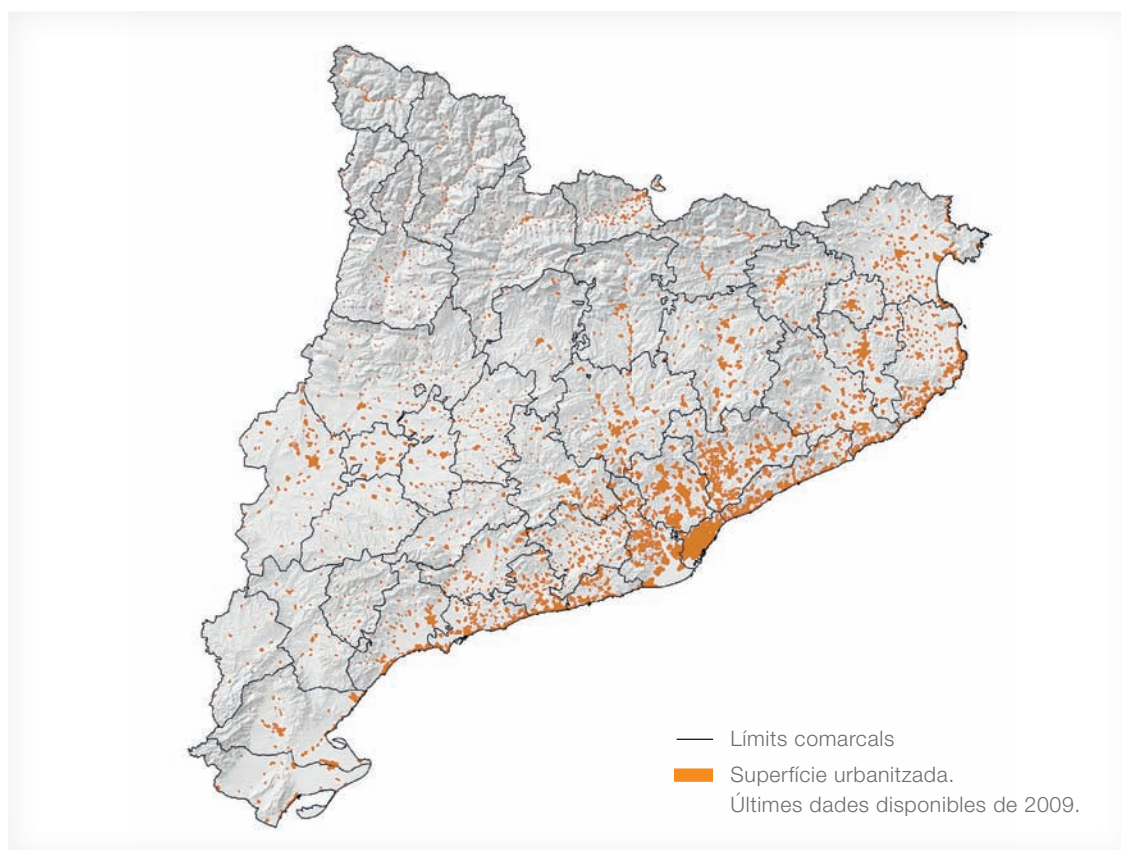 Límits comarcals
Superfície urbanitzada.
Últimes dades disponibles de 2009.